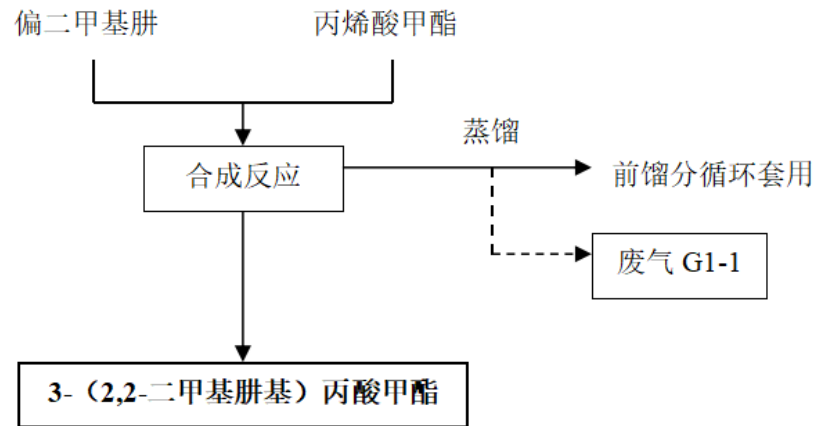 偏二甲基肼
丙烯酸甲酯
蒸馏
合成反应
前馏分循环套用
废气 G1-1
3-（2,2-二甲基肼基）丙酸甲酯